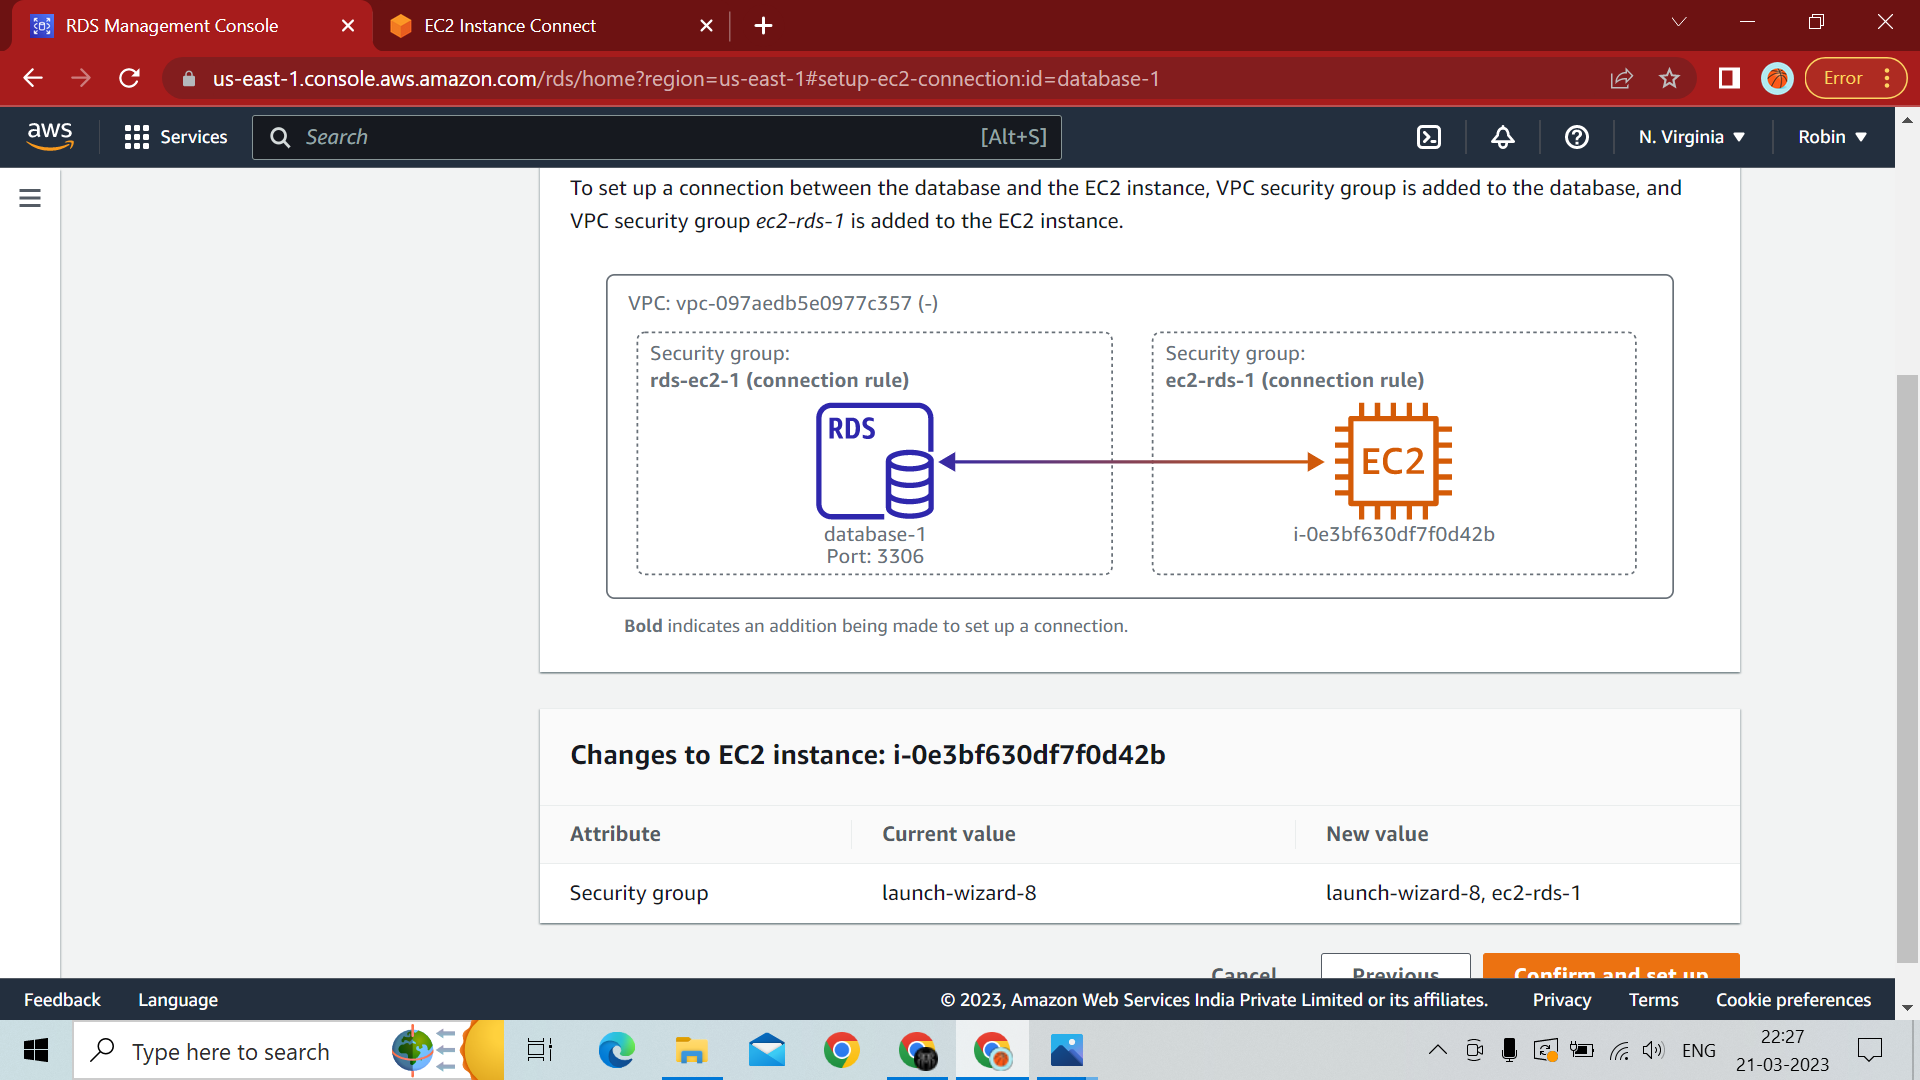 RDS Management Console
EC2 Instance Connect
us-east-1.console.aws.amazon.com/rds/home?region=us-east-1#setup-ec2-connection:id=database-1
Error
aws
Services
Search
[Alt+S]
N. Virginia
Robin
To set up a connection between the database and the EC2 instance, VPC security group is added to the database, and
VPC security group ec2-rds-1 is added to the EC2 instance.
VPC: vpc-097aedb5e0977c357 (-)
Security group:
rds-ec2-1 (connection rule)
RDS
database-1
Port: 3306
Security group:
ec2-rds-1 (connection rule)
EC2
i-0e3bf630df7f0d42b
Bold indicates an addition being made to set up a connection.
Changes to EC2 instance: i-0e3bf630df7f0d42b
Attribute
Current value
New value
Security group
launch-wizard-8
launch-wizard-8, ec2-rds-1
Cancel
Previous
Confirm and set up
Feedback
Language
© 2023, Amazon Web Services India Private Limited or its affiliates.
Privacy
Terms
Cookie preferences
Type here to search
ENG
22:27
21-03-2023